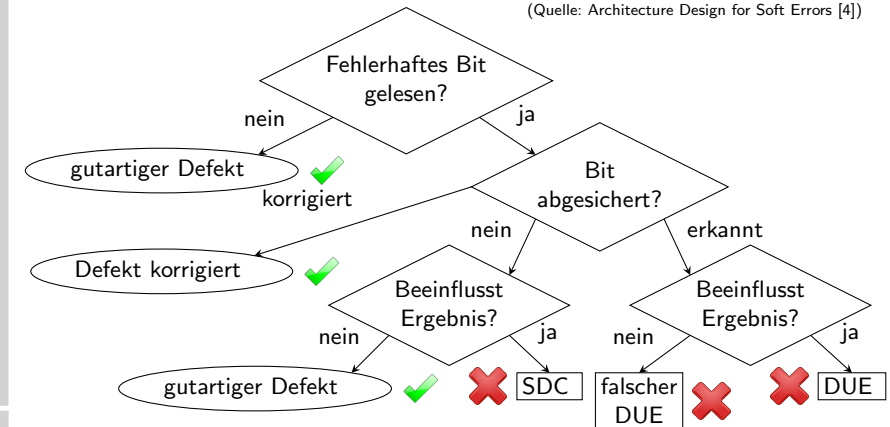 (Quelle: Architecture Design for Soft Errors [4])
Fehlerhaftes Bit
gelesen?
nein
ja
gutartiger Defekt
Bit
abgesichert?
korrigiert
nein
erkannt
Defekt korrigiert
Beeinflusst
Ergebnis?
Beeinflusst
Ergebnis?
nein
ja
nein
ja
gutartiger Defekt
SDC
falscher
DUE
DUE